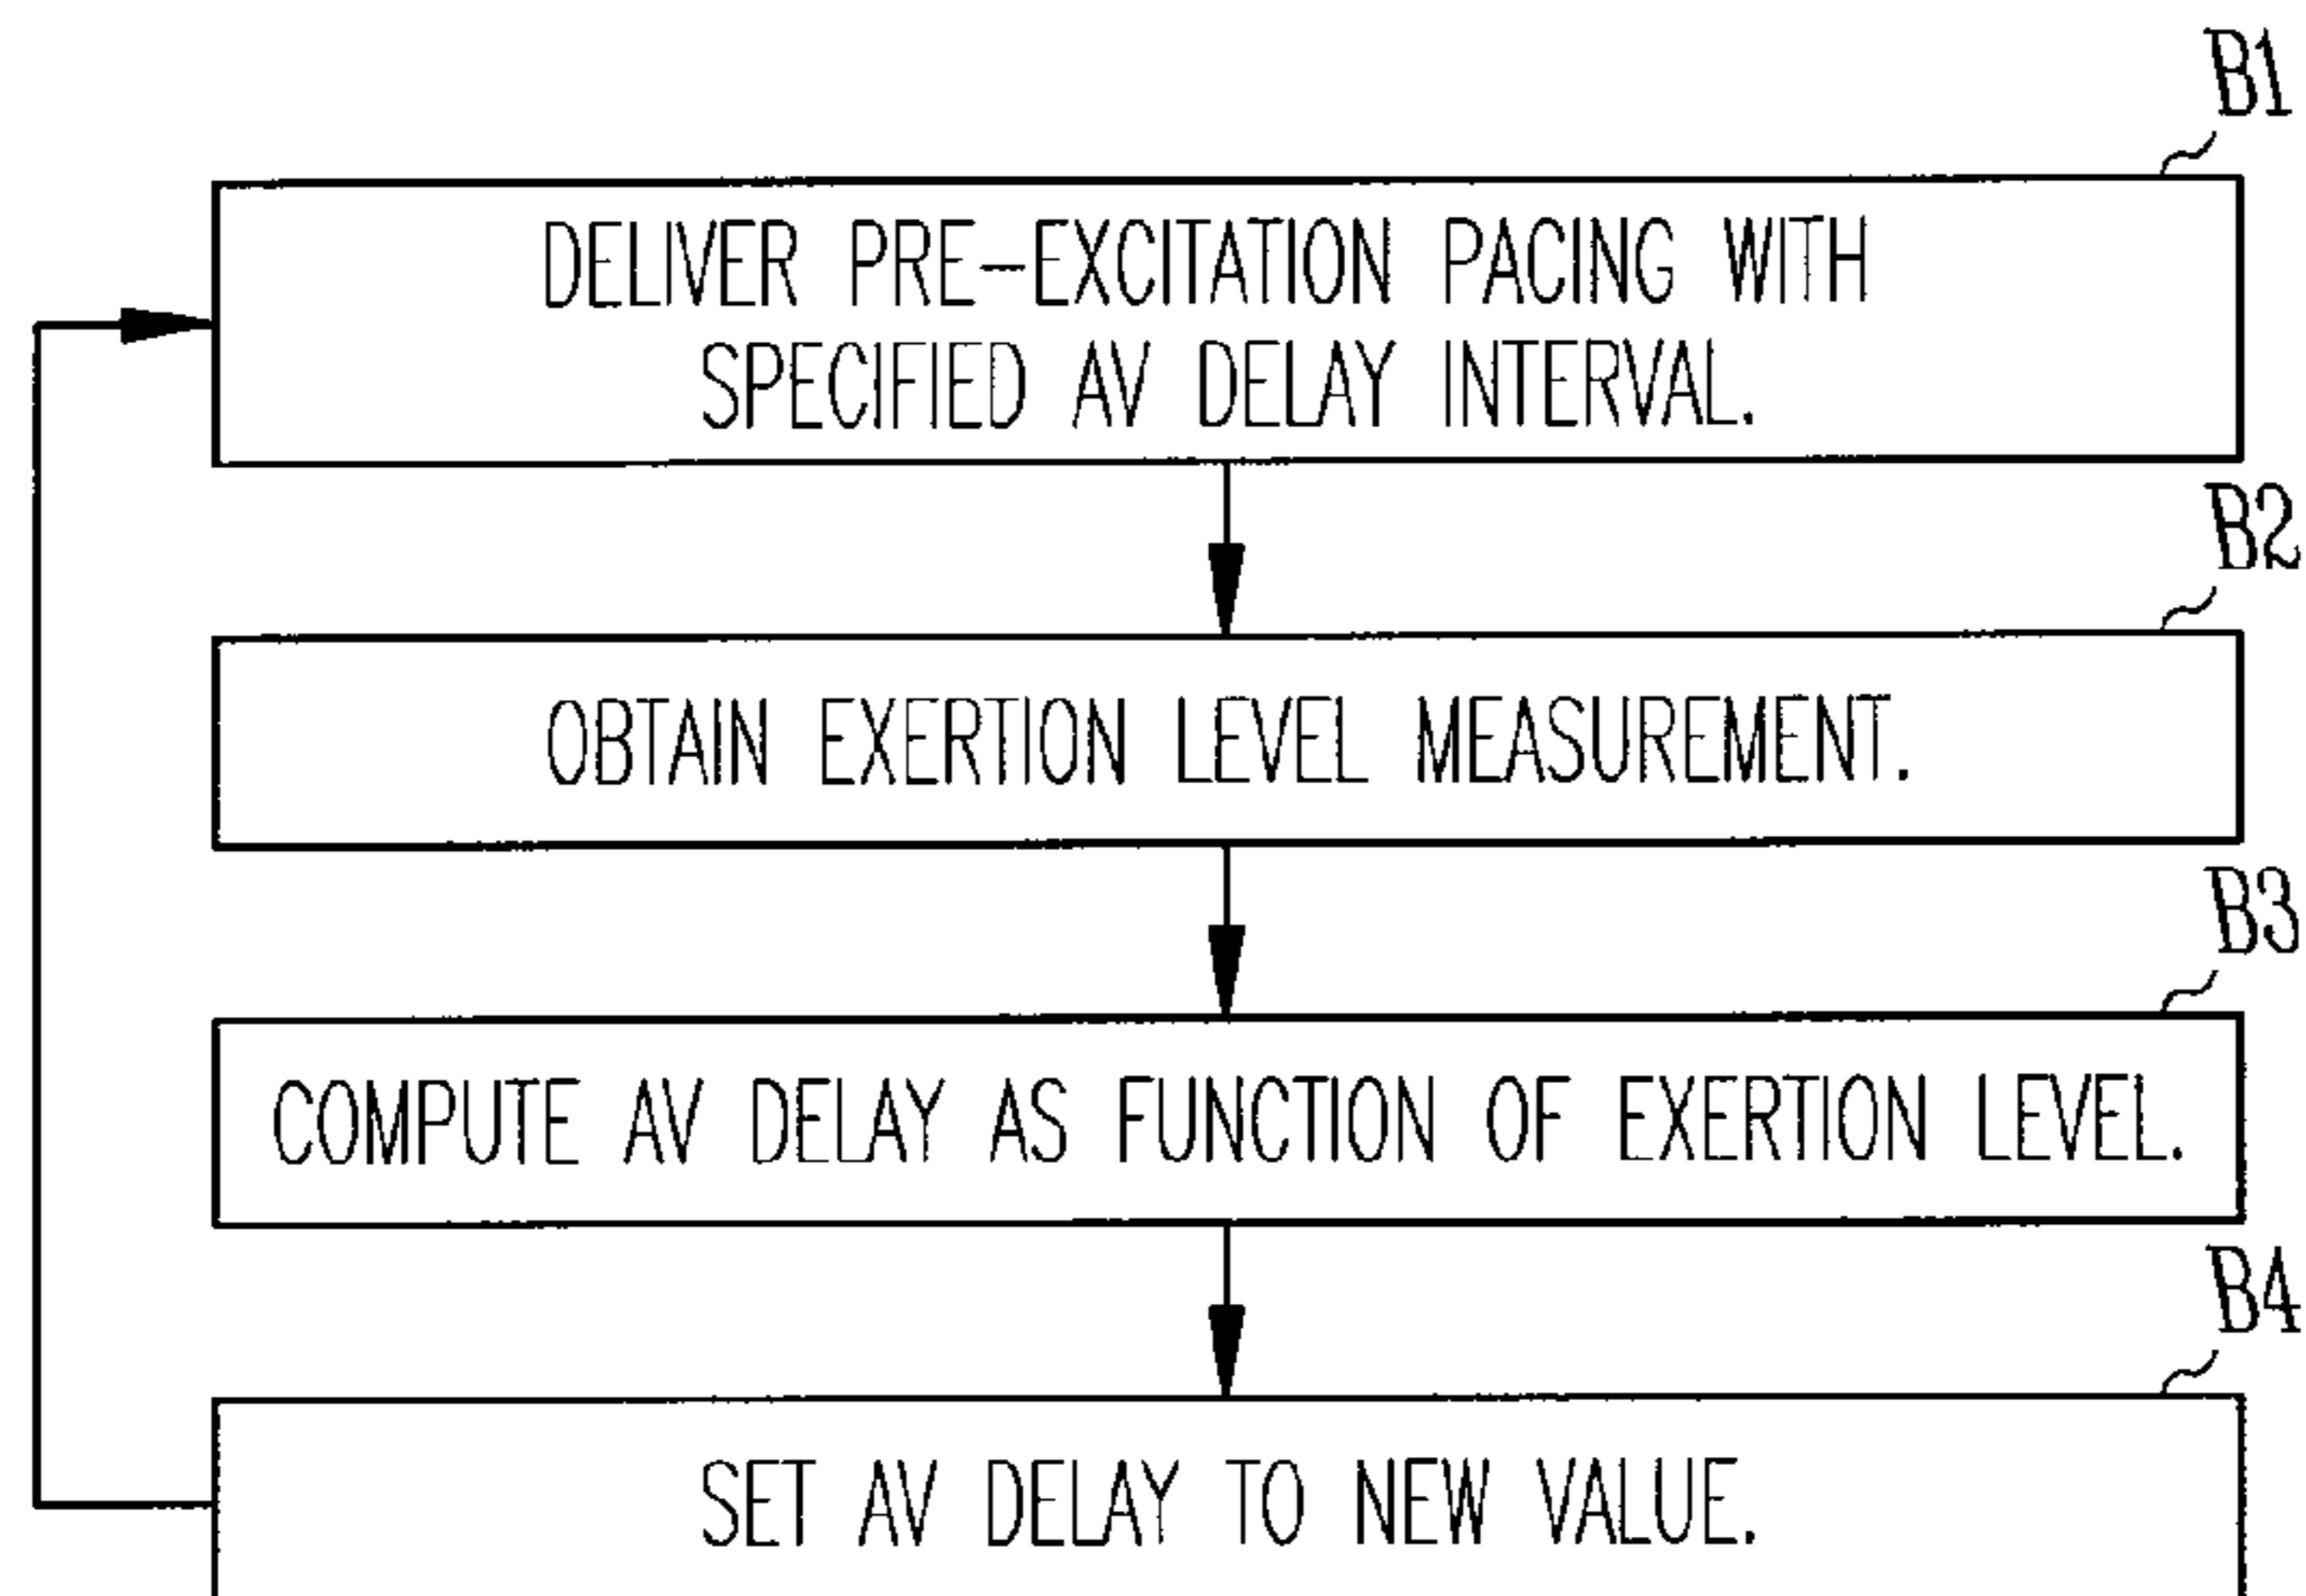 B1
DELIVER PRE-EXCITATION PACING WITH
SPECIFIED AV DELAY INTERVAL.
B2
OBTAIN EXERTION LEVEL MEASUREMENT.
B3
COMPUTE AV DELAY AS FUNCTION OF EXERTION LEVEL.
B4
SET AV DELAY TO NEW VALUE.